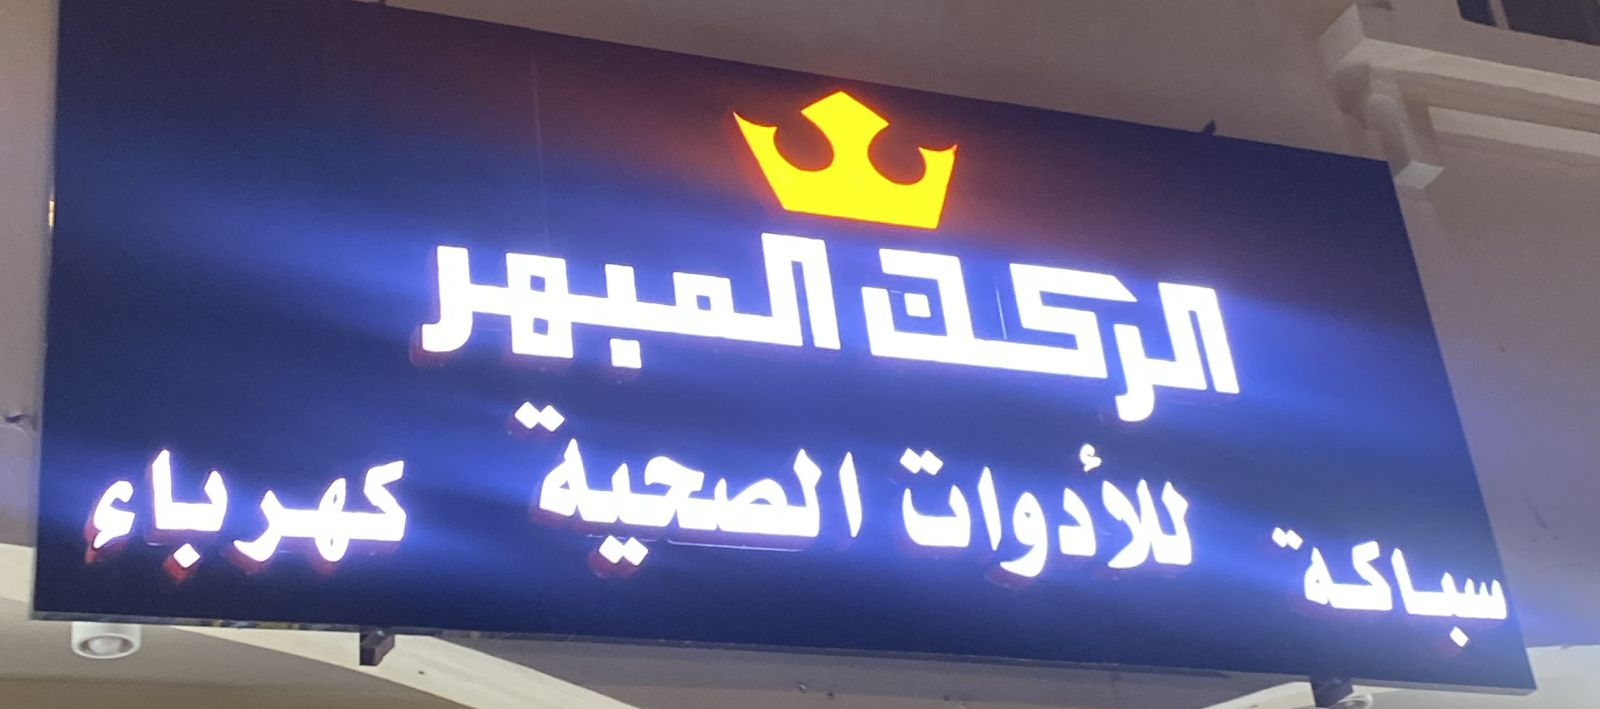 الركن المبهر
سباكة للأدوات الصحية كهرباء